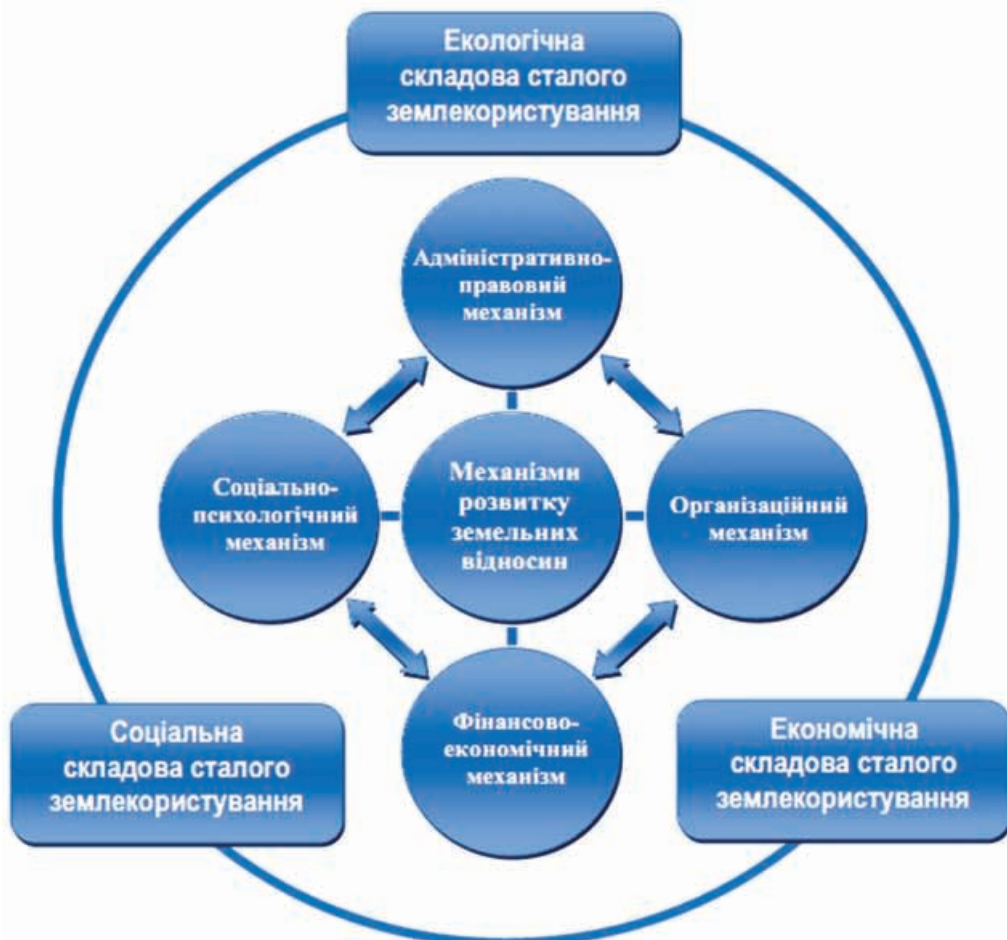 Екологічна
складова сталого
землекористування
Адміністративно-
правовий
механізм
Соціально-
психологічний
механізм
Механізми
розвитку
земельних
відносин
Організаційний
механізм
Фінансово-
економічний
механізм
Соціальна
складова сталого
землекористування
Економічна
складова сталого
землекористування